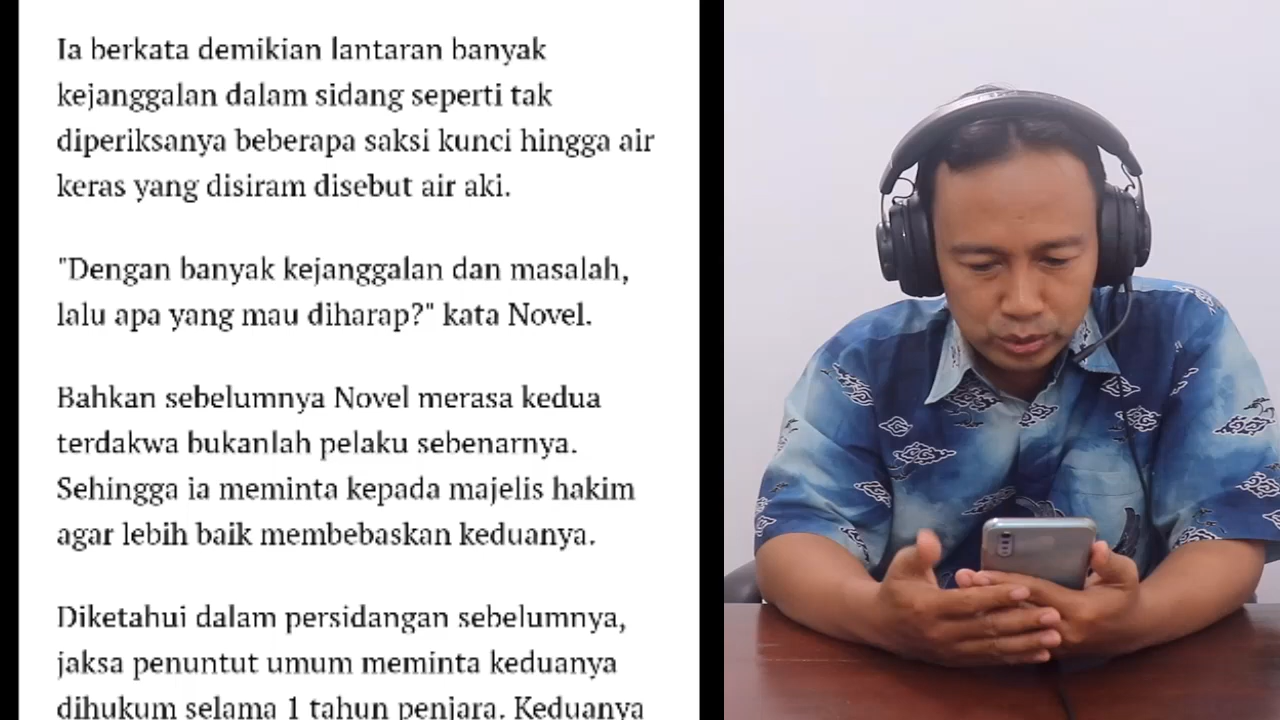 Ia berkata demikian lantaran banyak
kejanggalan dalam sidang seperti tak
diperiksanya beberapa saksi kunci hingga air
keras yang disiram disebut air aki.
"Dengan banyak kejanggalan dan masalah,
lalu apa yang mau diharap?" kata Novel.
Bahkan sebelumnya Novel merasa kedua
terdakwa bukanlah pelaku sebenarnya.
Sehingga ia meminta kepada majelis hakim
agar lebih baik membebaskan keduanya.
Diketahui dalam persidangan sebelumnya,
jaksa penuntut umum meminta keduanya
dihukum selama 1 tahun penjara. Keduanya